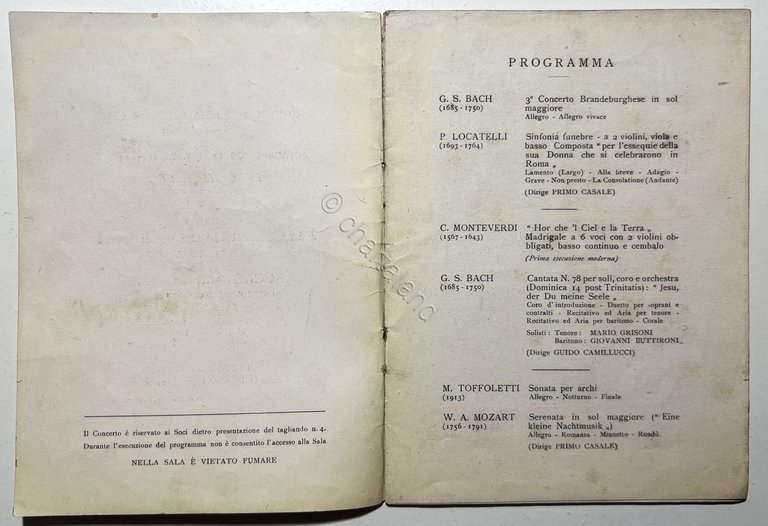 Il Concerto è riservato ai Soci dietro presentazione del tagliando n. 4.
Durante l'esecuzione del programma non è consentito l'accesso alla Sala
NELLA SALA È VIETATO FUMARE
PROGRAMMA
G. S. BACH
(1685 - 1750)
3º Concerto Brandeburghese in sol
maggiore
Allegro - Allegro vivace
P. LOCATELLI
(1693 - 1764)
Sinfonia funebre - a 2 violini, viola e
basso Composta " per l'essequie della
sua Donna che si celebrarono in
Roma „
Lamento (Largo) - Alla breve - Adagio -
Grave - Non presto - La Consolatione (Andante)
(Dirige PRIMO CASALE)
C. MONTEVERDI
(1567 - 1643)
" Hor che 'l Ciel e la Terra „
Madrigale a 6 voci con 2 violini ob-
bligati, basso continuo e cembalo
(Prima esecuzione moderna)
G. S. BACH
(1685 - 1750)
Cantata N. 78 per soli, coro e orchestra
(Dominica 14 post Trinitatis) : " Jesu,
der Du meine Seele „
Coro d'introduzione - Duetto per soprani e
contralti - Recitativo ed Aria per tenore -
Recitativo ed Aria per baritono - Corale
Solisti : Tenore : MARIO GRISONI
Baritono : GIOVANNI BUTTIRONI „
(Dirige GUIDO CAMILLUCCI)
M. TOFFOLETTI
(1913)
Sonata per archi
Allegro - Notturno - Finale
W. A. MOZART
(1756 - 1791)
Serenata in sol maggiore (" Eine
kleine Nachtmusik „)
Allegro - Romanza - Minuetto - Rondò
(Dirige PRIMO CASALE)
© chartaland